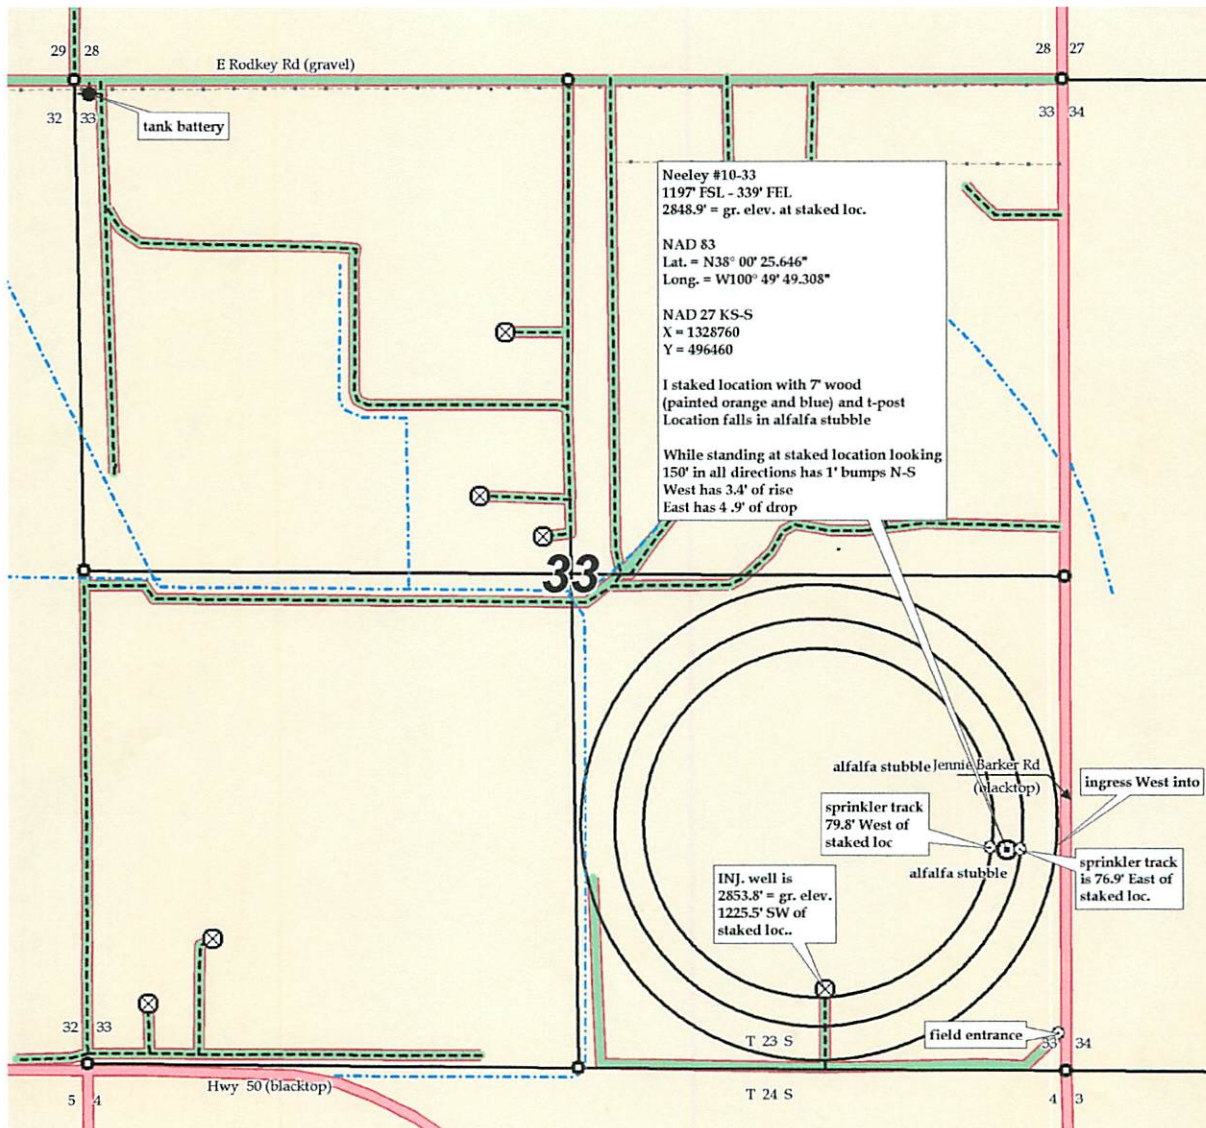 29 28
28 27
E Rodkey Rd (gravel)
32 33
33 34
tank battery
Neeley #10-33
1197' FSL - 339' FEL
2848.9' = gr. elev. at staked loc.
NAD 83
Lat. = N38° 00' 25.646"
Long. = W100° 49' 49.308"
NAD 27 KS-S
X = 1328760
Y = 496460
I staked location with 7' wood
(painted orange and blue) and t-post
Location falls in alfalfa stubble
While standing at staked location looking
150' in all directions has 1' bumps N-S
West has 3.4' of rise
East has 4 .9' of drop
33
alfalfa stubble
Jennie Barker Rd
(blacktop)
ingress West into
sprinkler track
79.8' West of
staked loc
sprinkler track
is 76.9' East of
staked loc.
alfalfa stubble
INJ. well is
2853.8' = gr. elev.
1225.5' SW of
staked loc..
field entrance
32 33
33 34
T 23 S
Hwy 50 (blacktop)
T 24 S
5 4
4 3